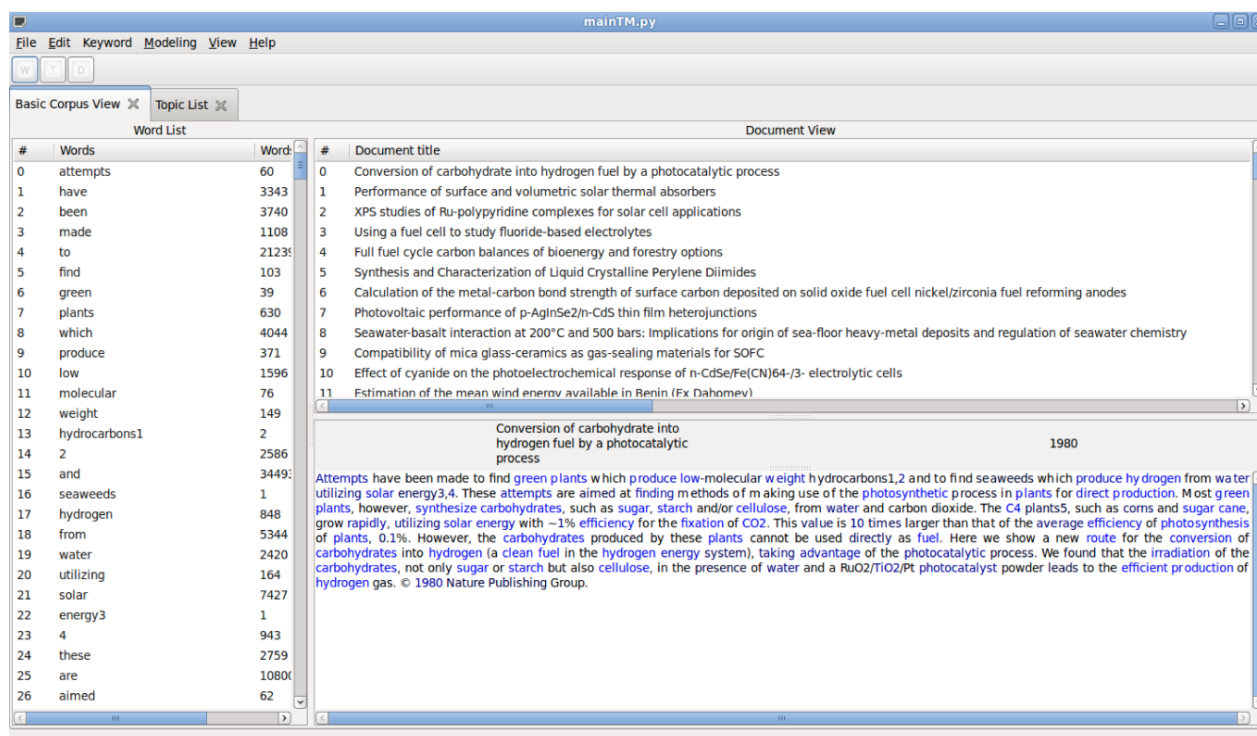 mainTM.py
File Edit Keyword Modeling View Help
W T D
Basic Corpus View Topic List
Word List
# Words Word
0 attempts 60
1 have 3343
2 been 3740
3 made 1108
4 to 21239
5 find 103
6 green 39
7 plants 630
8 which 4044
9 produce 371
10 low 1596
11 molecular 76
12 weight 149
13 hydrocarbons1 2
14 2 2586
15 and 34493
16 seaweeds 1
17 hydrogen 848
18 from 5344
19 water 2420
20 utilizing 164
21 solar 7427
22 energy3 1
23 4 943
24 these 2759
25 are 10800
26 aimed 62
Document View
# Document title
0 Conversion of carbohydrate into hydrogen fuel by a photocatalytic process
1 Performance of surface and volumetric solar thermal absorbers
2 XPS studies of Ru-polypyridine complexes for solar cell applications
3 Using a fuel cell to study fluoride-based electrolytes
4 Full fuel cycle carbon balances of bioenergy and forestry options
5 Synthesis and Characterization of Liquid Crystalline Perylene Diimides
6 Calculation of the metal-carbon bond strength of surface carbon deposited on solid oxide fuel cell nickel/zirconia fuel reforming anodes
7 Photovoltaic performance of p-AgInSe2/n-CdS thin film heterojunctions
8 Seawater-basalt interaction at 200°C and 500 bars: Implications for origin of sea-floor heavy-metal deposits and regulation of seawater chemistry
9 Compatibility of mica glass-ceramics as gas-sealing materials for SOFC
10 Effect of cyanide on the photoelectrochemical response of n-CdSe/Fe(CN)64-/3- electrolytic cells
11 Estimation of the mean wind energy available in Benin (Ex Dahomey)
Conversion of carbohydrate into
hydrogen fuel by a photocatalytic
process
1980
Attempts have been made to find green plants which produce low-molecular weight hydrocarbons1,2 and to find seaweeds which produce hydrogen from water
utilizing solar energy3,4. These attempts are aimed at finding methods of making use of the photosynthetic process in plants for direct production. Most green
plants, however, synthesize carbohydrates, such as sugar, starch and/or cellulose, from water and carbon dioxide. The C4 plants5, such as corns and sugar cane,
grow rapidly, utilizing solar energy with ~1% efficiency for the fixation of CO2. This value is 10 times larger than that of the average efficiency of photosynthesis
of plants, 0.1%. However, the carbohydrates produced by these plants cannot be used directly as fuel. Here we show a new route for the conversion of
carbohydrates into hydrogen (a clean fuel in the hydrogen energy system), taking advantage of the photocatalytic process. We found that the irradiation of the
carbohydrates, not only sugar or starch but also cellulose, in the presence of water and a RuO2/TiO2/Pt photocatalyst powder leads to the efficient production of
hydrogen gas. © 1980 Nature Publishing Group.